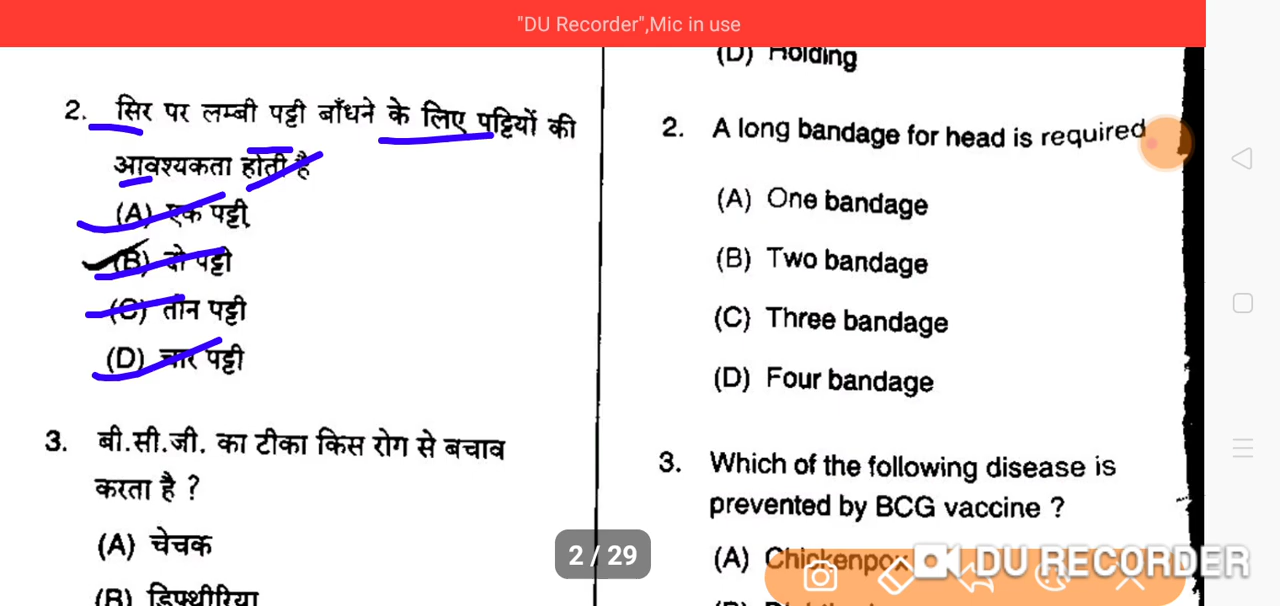 "DU Recorder",Mic in use
2. सिर पर लम्बी पट्टी बाँधने के लिए पट्टियों की
आवश्यकता होती है
(A) एक पट्टी
(B) दो पट्टी
(C) तीन पट्टी
(D) चार पट्टी
3. बी.सी.जी. का टीका किस रोग से बचाव
करता है ?
(A) चेचक
(B) डिफ्थीरिया
(D) Holding
2. A long bandage for head is required
(A) One bandage
(B) Two bandage
(C) Three bandage
(D) Four bandage
3. Which of the following disease is
prevented by BCG vaccine ?
(A) Chickenpox
2 / 29
DU RECORDER